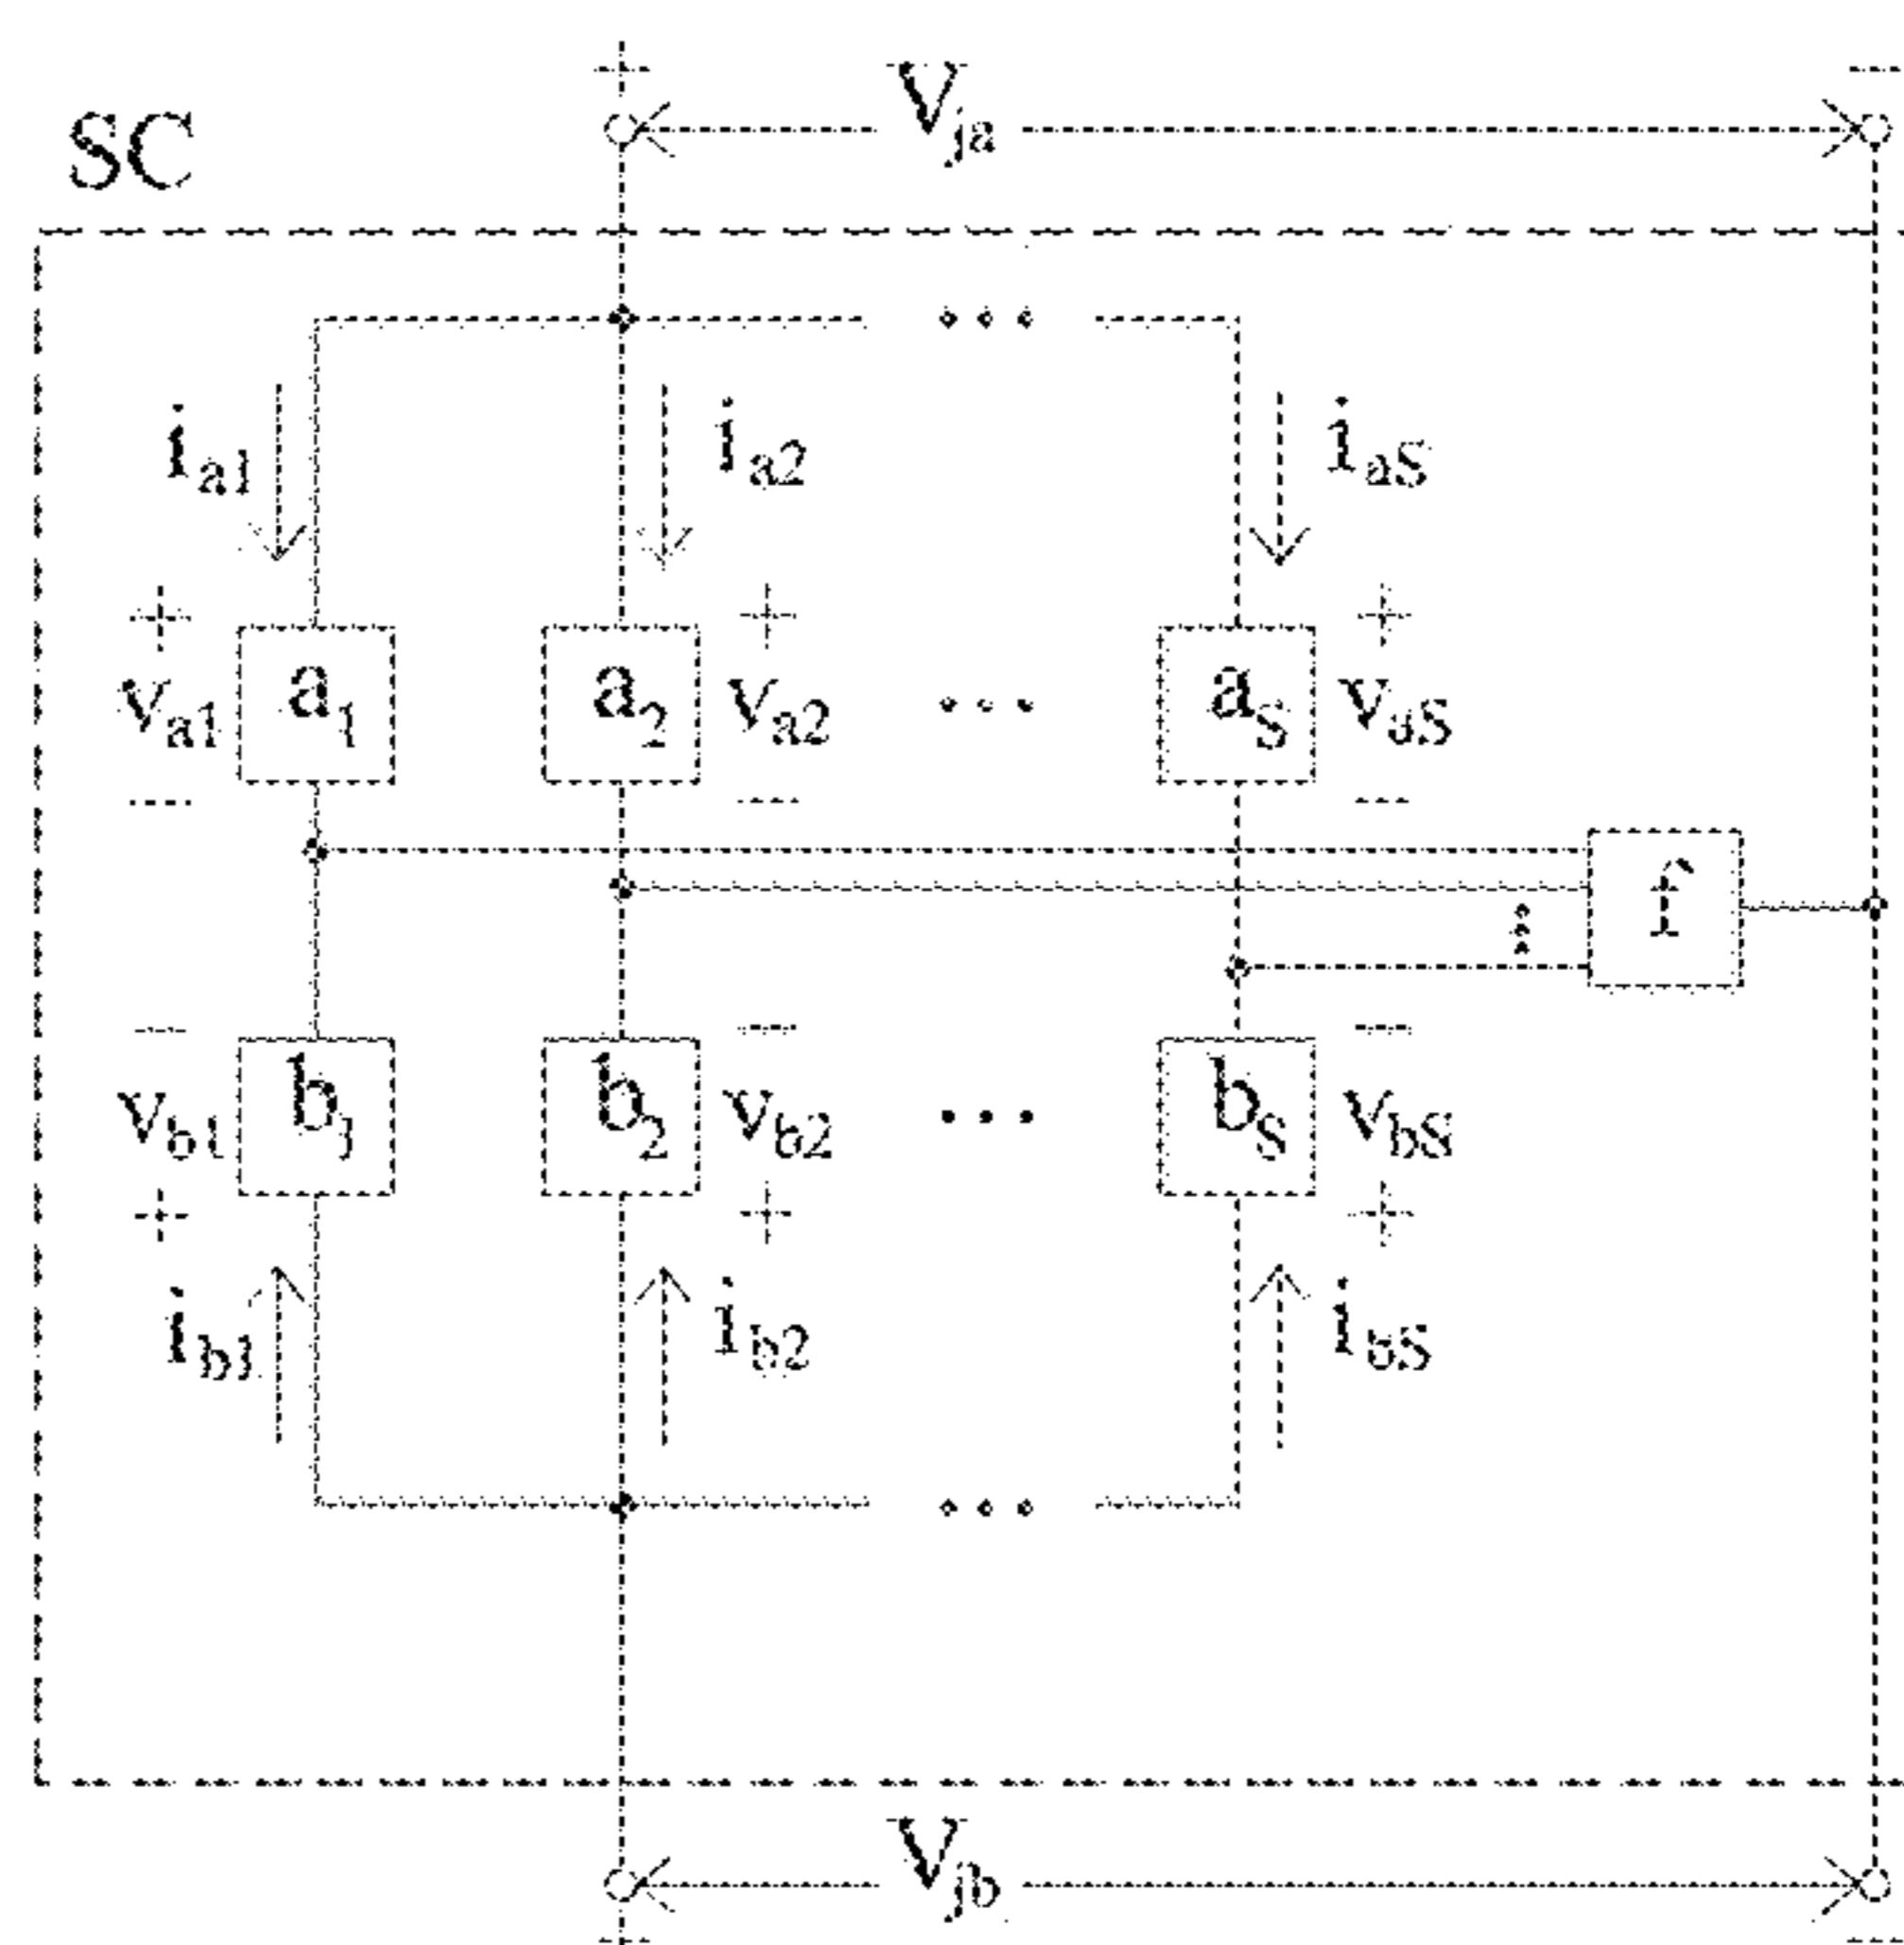 + V_ja −
SC
• • •
i_a1 i_a2 i_aS
+ + +
v_a1 a_1 a_2 v_a2 • • • a_S v_aS
− − −
f
− − −
v_b1 b_1 b_2 v_b2 • • • b_S v_bS
+ + +
i_b1 i_b2 i_bS
• • •
V_jb